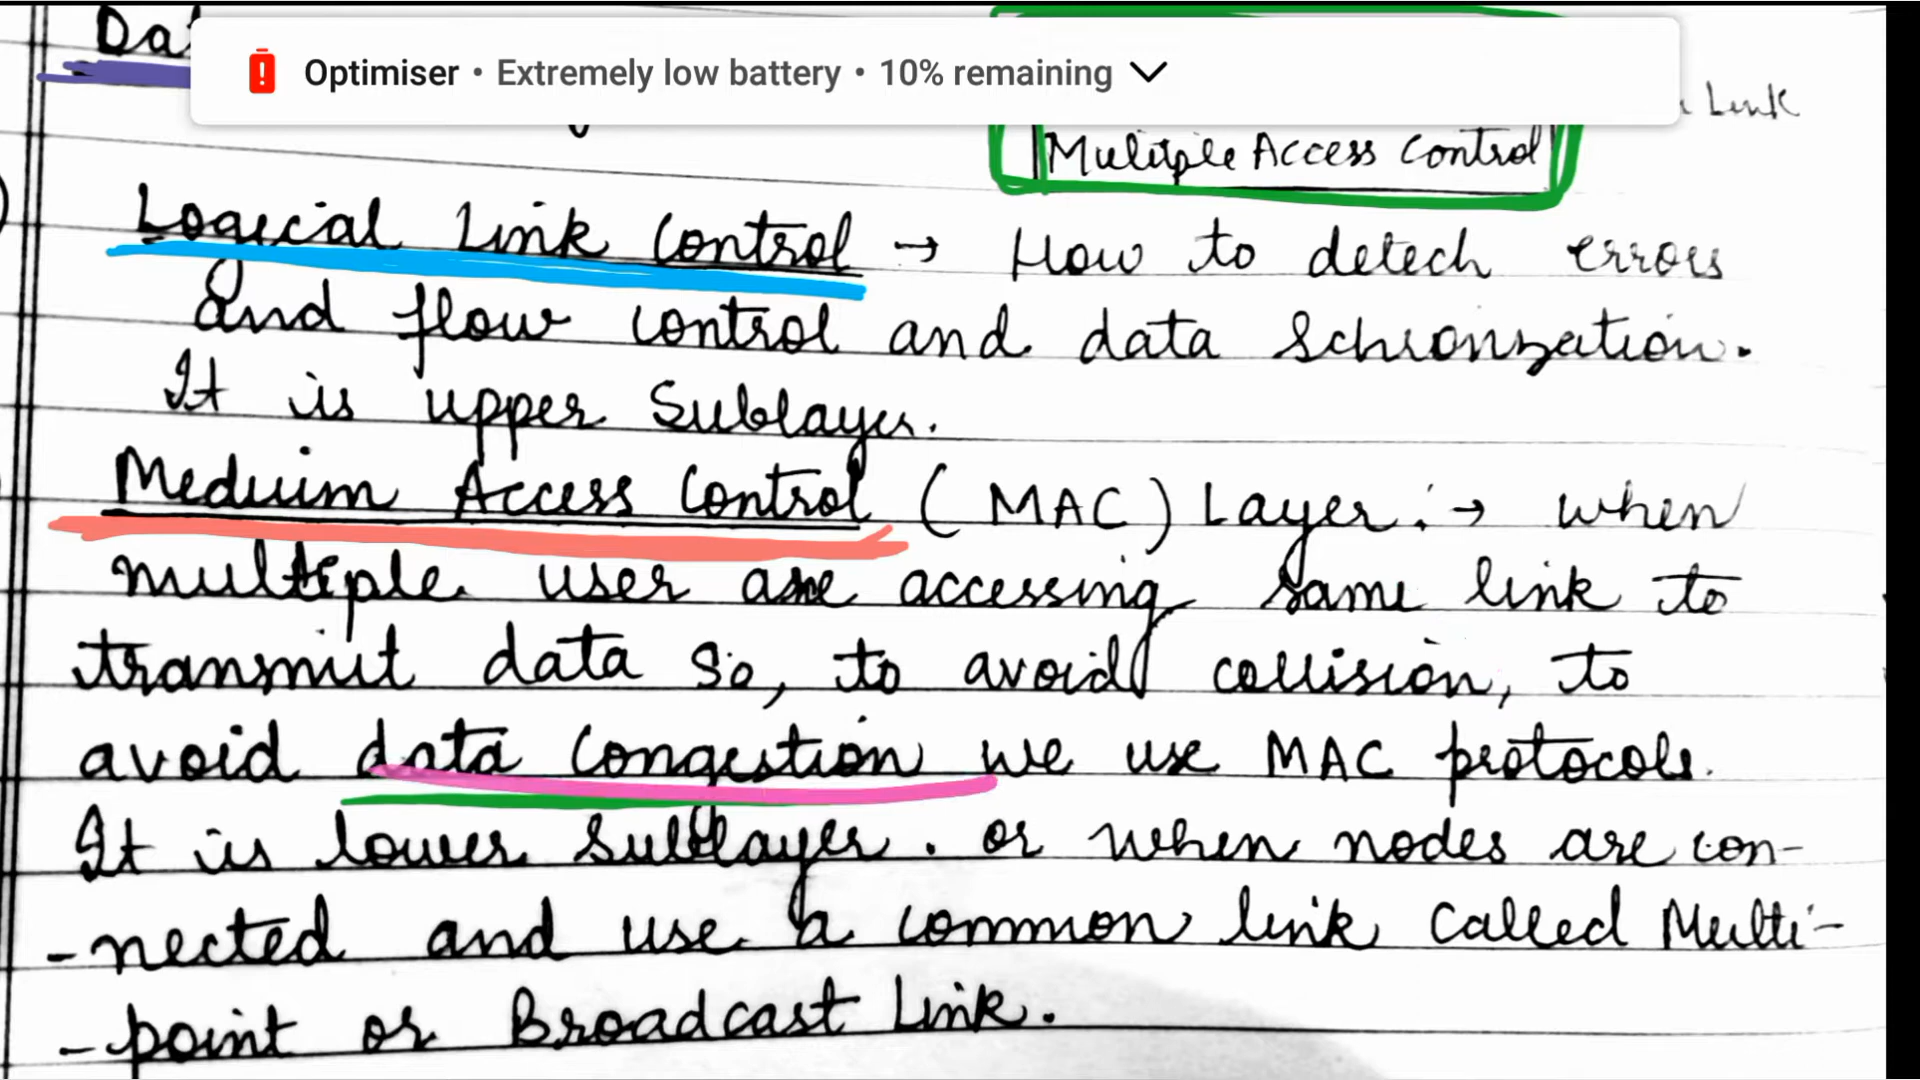 Da
Optimiser • Extremely low battery • 10% remaining
Link
Multiple Access Control
Logical Link Control → How to detech errors
and flow control and data Schronzation.
It is upper Sublayer.
Meduim Access Control (MAC) Layer :→ when
multiple user are accessing same link to
transmit data so, to avoid collision, to
avoid data Congestion we use MAC protocols.
It is lower Sublayer. or when nodes are con-
-nected and use a common link called Multi-
-point or Broadcast Link.